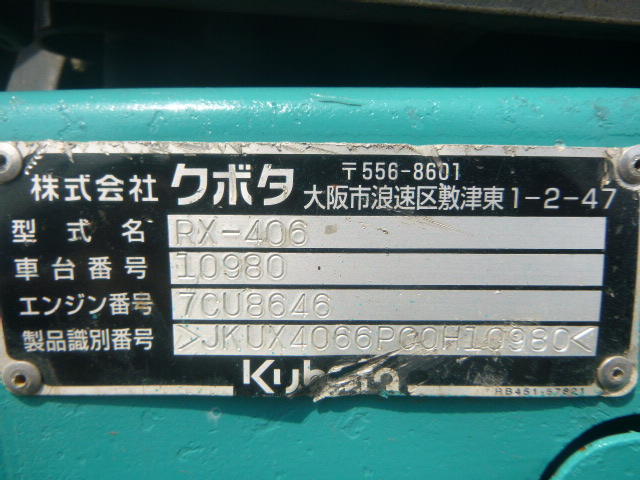 株式会社 クボタ 〒556-8601
大阪市浪速区敷津東1-2-47
型式名 RX-406
車台番号 10980
エンジン番号 7CU8646
製品識別番号 >JKUX4066PC0H10980<
Kubota